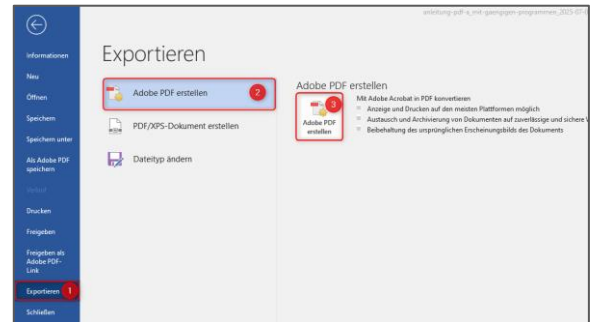 anleitung-pdf-a_mit-gaengigen-programmen_2025-07-0
Informationen
Neu
Öffnen
Speichern
Speichern unter
Als Adobe PDF
speichern
Verlauf
Drucken
Freigeben
Freigeben als
Adobe PDF-
Link
Exportieren 1
Schließen
Exportieren
Adobe PDF erstellen 2
PDF/XPS-Dokument erstellen
Dateityp ändern
Adobe PDF erstellen
3
Adobe PDF
erstellen
Mit Adobe Acrobat in PDF konvertieren
Anzeige und Drucken auf den meisten Plattformen möglich
Austausch und Archivierung von Dokumenten auf zuverlässige und sichere
Beibehaltung des ursprünglichen Erscheinungsbilds des Dokuments